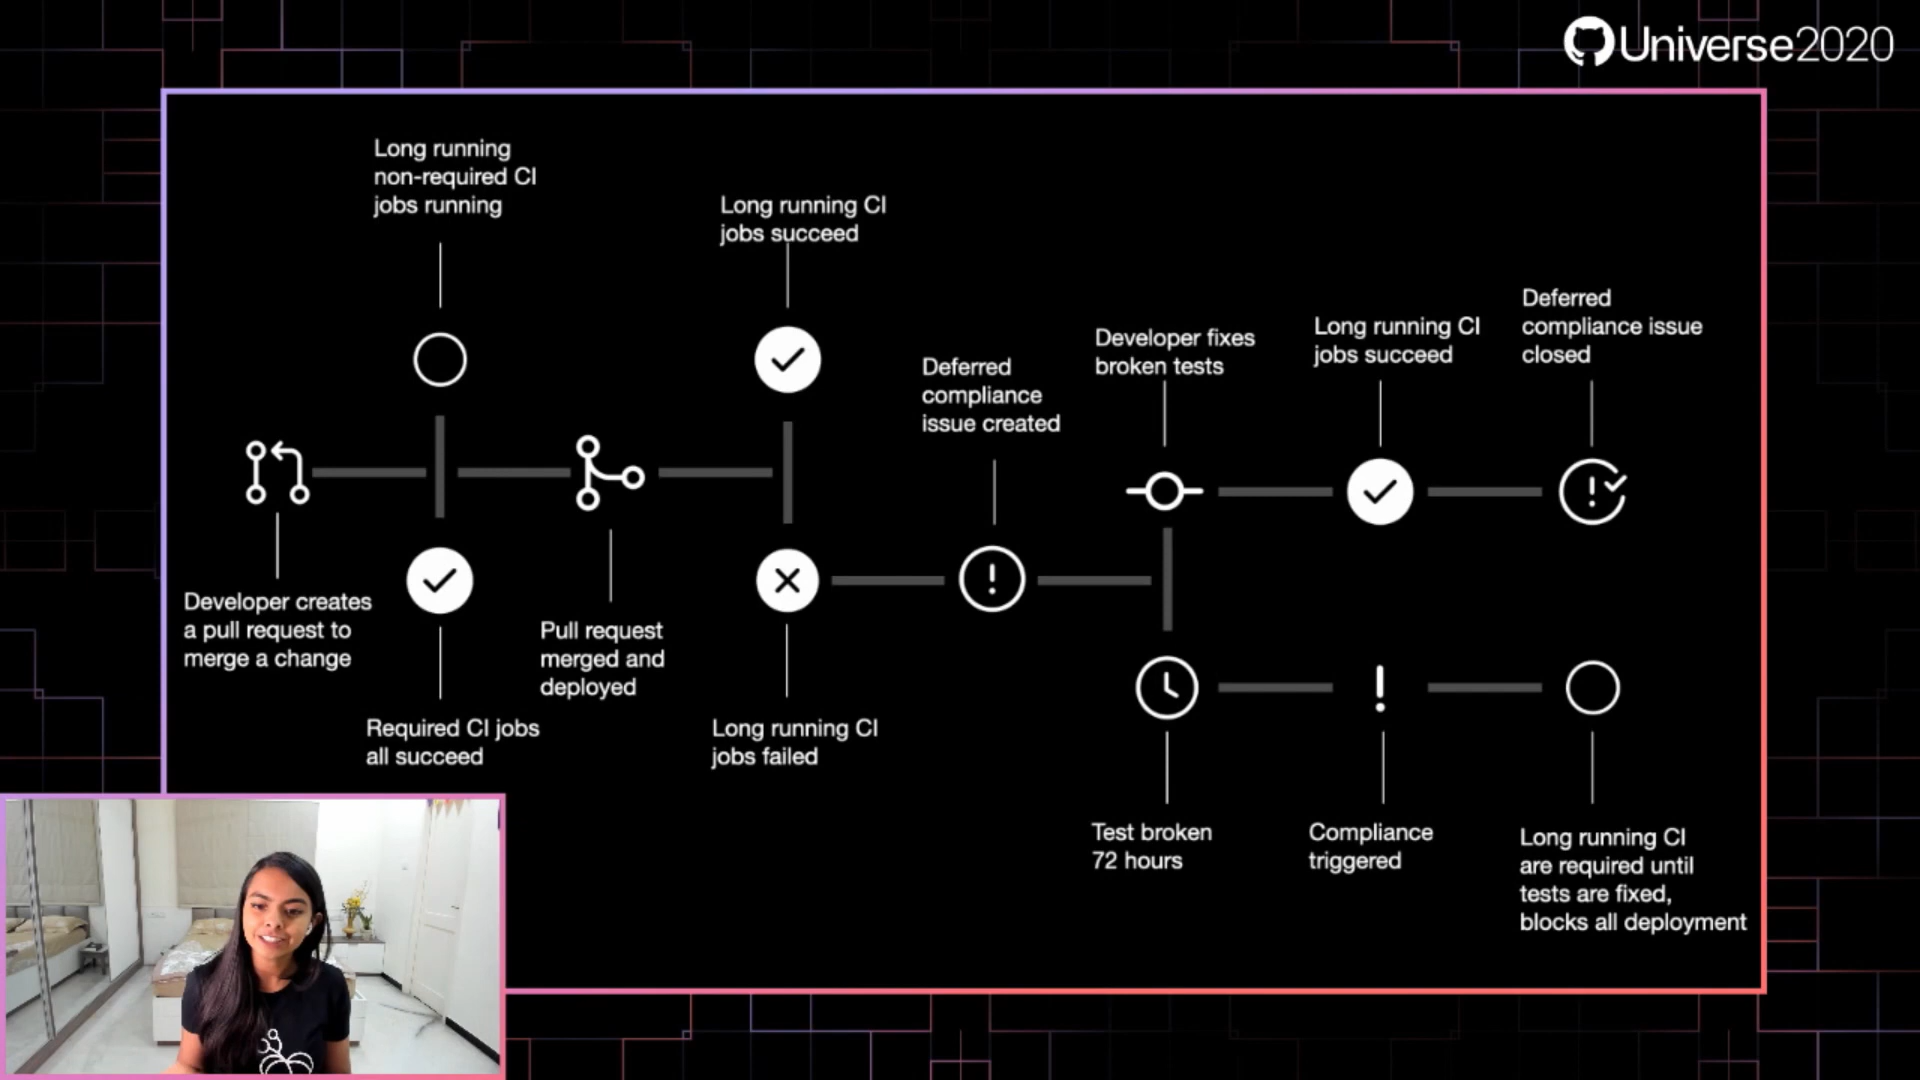 Universe2020
Long running
non-required CI
jobs running
Long running CI
jobs succeed
Developer creates
a pull request to
merge a change
Required CI jobs
all succeed
Pull request
merged and
deployed
Long running CI
jobs failed
Deferred
compliance
issue created
Developer fixes
broken tests
Long running CI
jobs succeed
Deferred
compliance issue
closed
Test broken
72 hours
Compliance
triggered
Long running CI
are required until
tests are fixed,
blocks all deployment